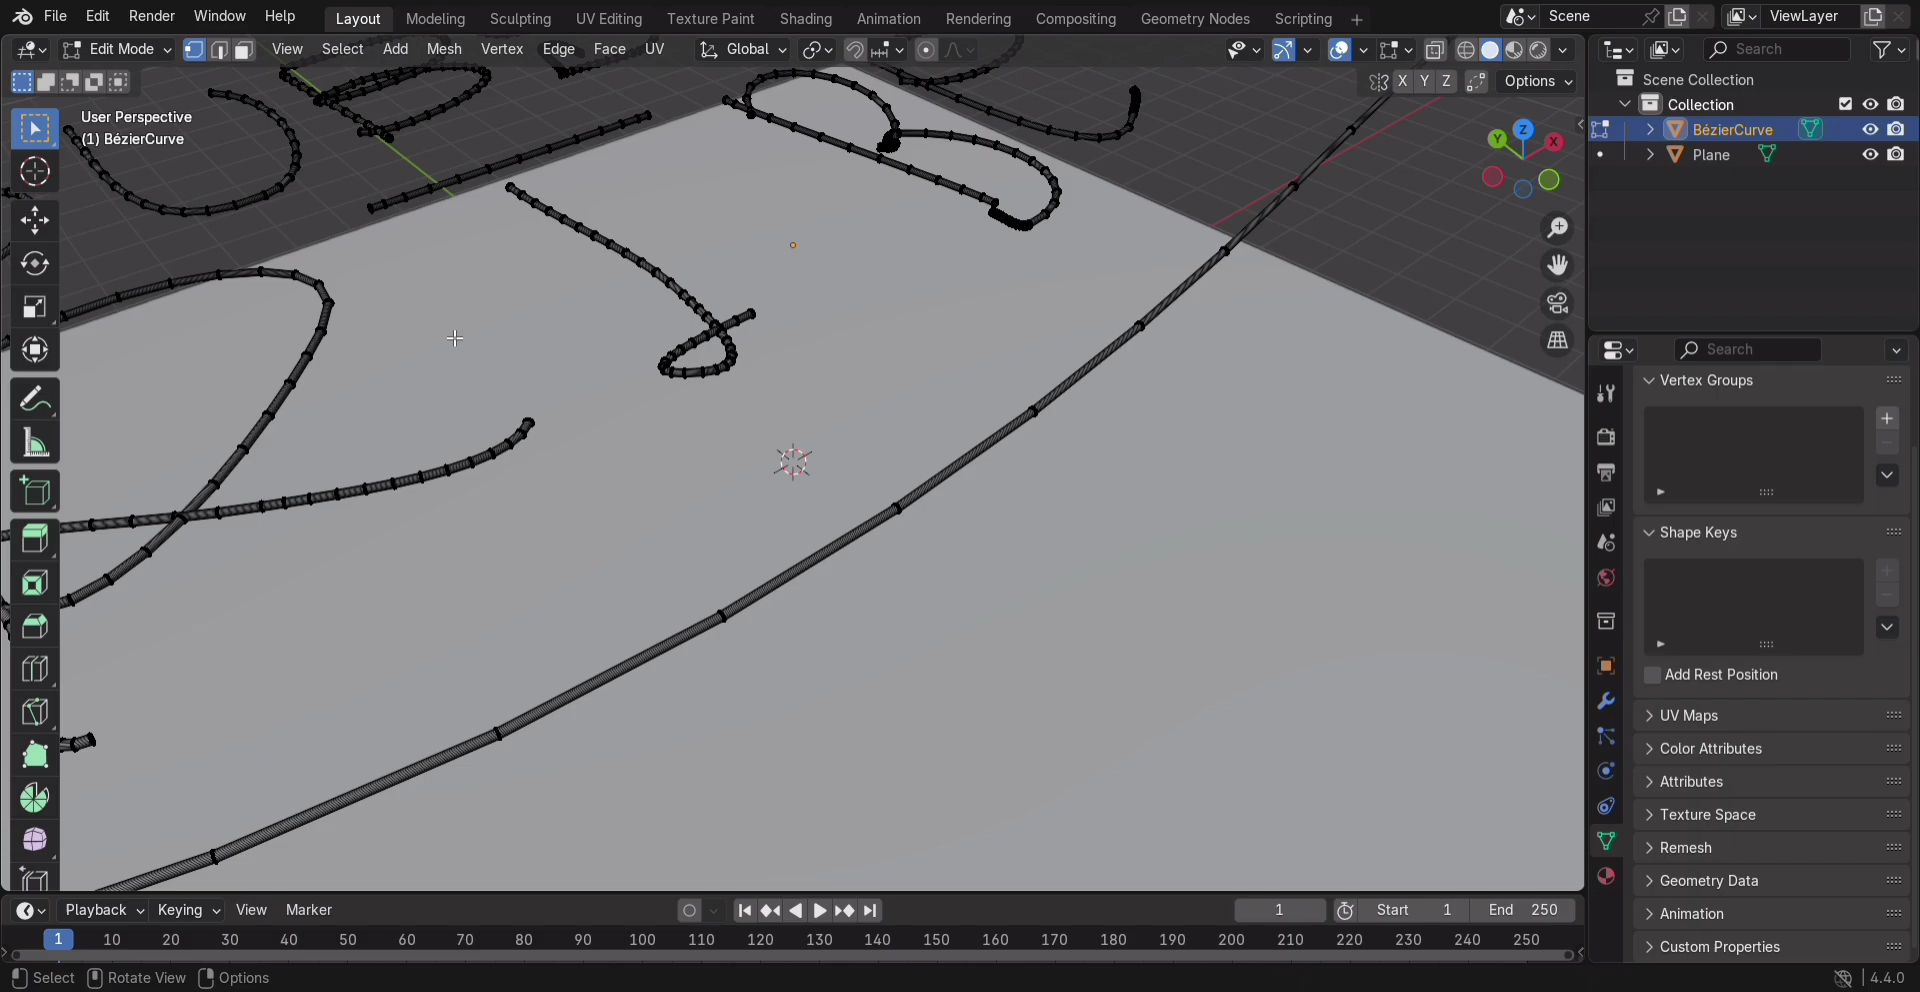 File Edit Render Window Help Layout Modeling Sculpting UV Editing Texture Paint Shading Animation Rendering Compositing Geometry Nodes Scripting + Scene ViewLayer
Edit Mode View Select Add Mesh Vertex Edge Face UV Global
X Y Z Options
User Perspective
(1) BézierCurve
Z
Y
X
Search
Scene Collection
Collection
BézierCurve
Plane
Search
Vertex Groups
Shape Keys
Add Rest Position
UV Maps
Color Attributes
Attributes
Texture Space
Remesh
Geometry Data
Animation
Custom Properties
Playback Keying View Marker 1 Start 1 End 250
1 10 20 30 40 50 60 70 80 90 100 110 120 130 140 150 160 170 180 190 200 210 220 230 240 250
Select Rotate View Options 4.4.0